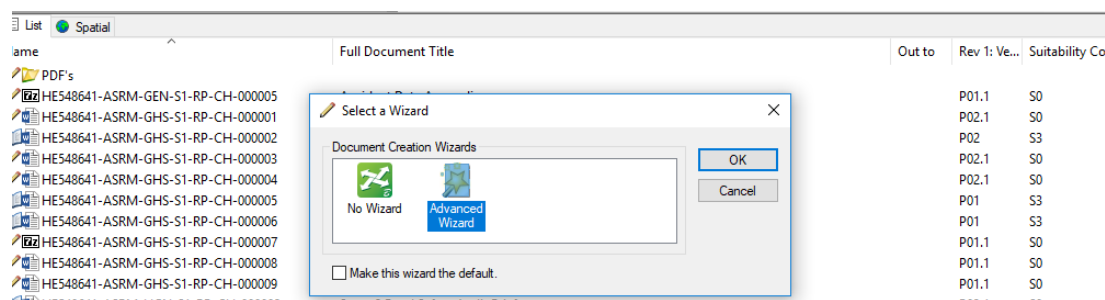 List Spatial
Name Full Document Title Out to Rev 1: Ve... Suitability Co
PDF's
HE548641-ASRM-GEN-S1-RP-CH-000005 P01.1 S0
HE548641-ASRM-GHS-S1-RP-CH-000001 P02.1 S0
HE548641-ASRM-GHS-S1-RP-CH-000002 P02 S3
HE548641-ASRM-GHS-S1-RP-CH-000003 P02.1 S0
HE548641-ASRM-GHS-S1-RP-CH-000004 P02.1 S0
HE548641-ASRM-GHS-S1-RP-CH-000005 P01 S3
HE548641-ASRM-GHS-S1-RP-CH-000006 P01 S3
HE548641-ASRM-GHS-S1-RP-CH-000007 P01.1 S0
HE548641-ASRM-GHS-S1-RP-CH-000008 P01.1 S0
HE548641-ASRM-GHS-S1-RP-CH-000009 P01.1 S0
Select a Wizard
Document Creation Wizards
No Wizard
Advanced
Wizard
OK
Cancel
Make this wizard the default.